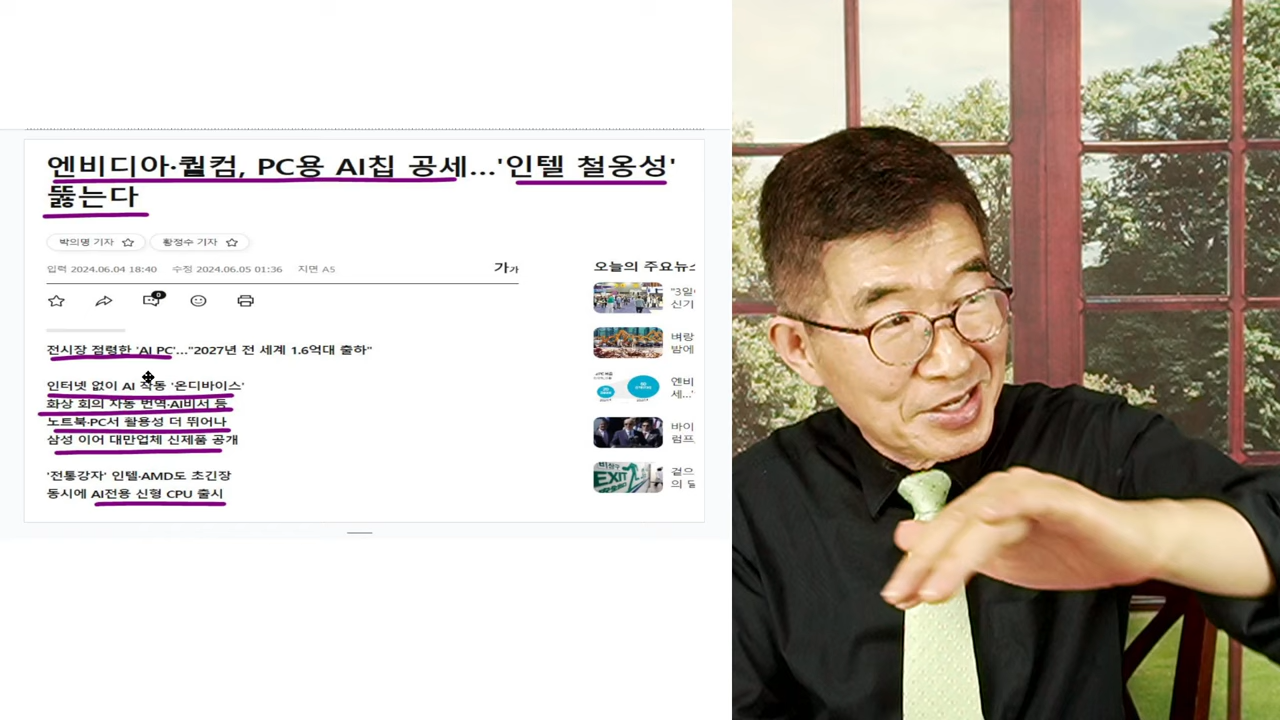 엔비디아·퀄컴, PC용 AI칩 공세...'인텔 철옹성'
뚫는다
박의명 기자
황정수 기자
입력 2024.06.04 18:40 수정 2024.06.05 01:36 지면 A5
가가
0
오늘의 주요뉴스
"3일
신기
전시장 점령한 'AI PC'..."2027년 전 세계 1.6억대 출하"
벼랑
밤에
인터넷 없이 AI 작동 '온디바이스'
화상 회의 자동 번역·AI비서 등
노트북·PC서 활용성 더 뛰어나
삼성 이어 대만업체 신제품 공개
엔비
세...'
바이
럼프
'전통강자' 인텔·AMD도 초긴장
동시에 AI전용 신형 CPU 출시
겉으
의 달
EXIT